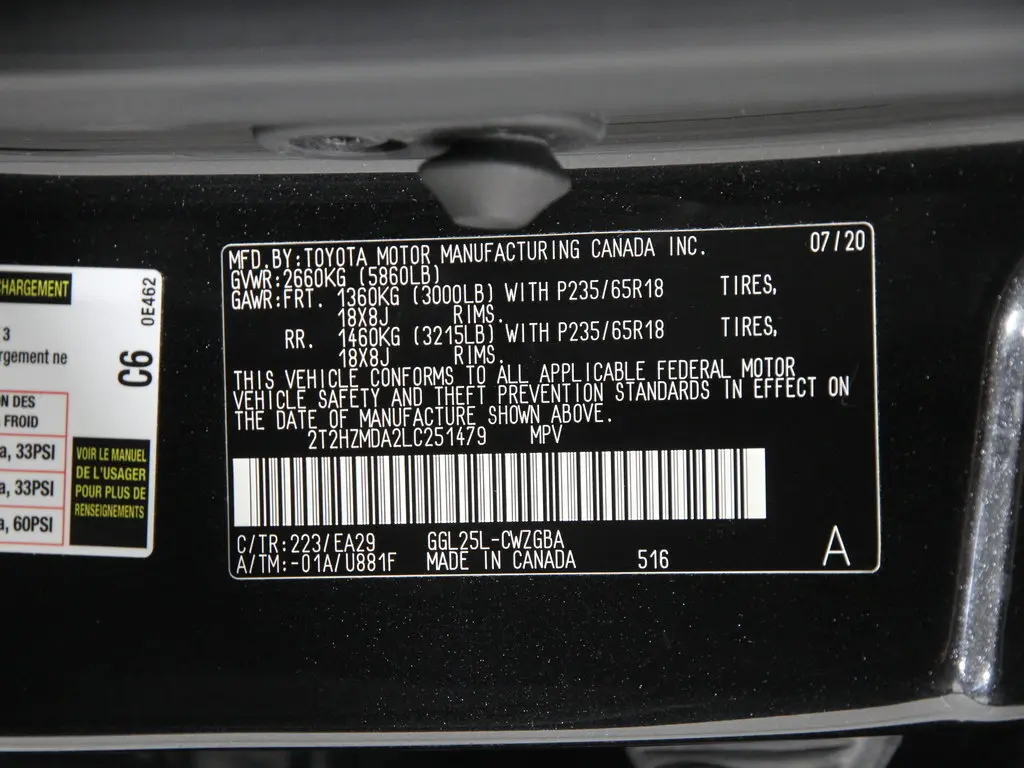 CHARGEMENT
0E462
3
rgement ne
C6
ON DES
FROID
a, 33PSI
a, 33PSI
a, 60PSI
VOIR LE MANUEL
DE L'USAGER
POUR PLUS DE
RENSEIGNEMENTS
MFD.BY:TOYOTA MOTOR MANUFACTURING CANADA INC. 07/20
GVWR:2660KG (5860LB)
GAWR:FRT. 1360KG (3000LB) WITH P235/65R18 TIRES,
18X8J RIMS.
RR. 1460KG (3215LB) WITH P235/65R18 TIRES,
18X8J RIMS.
THIS VEHICLE CONFORMS TO ALL APPLICABLE FEDERAL MOTOR
VEHICLE SAFETY AND THEFT PREVENTION STANDARDS IN EFFECT ON
THE DATE OF MANUFACTURE SHOWN ABOVE.
2T2HZMDA2LC251479 MPV
C/TR:223/EA29 GGL25L-CWZGBA
A/TM:-01A/U881F MADE IN CANADA 516 A